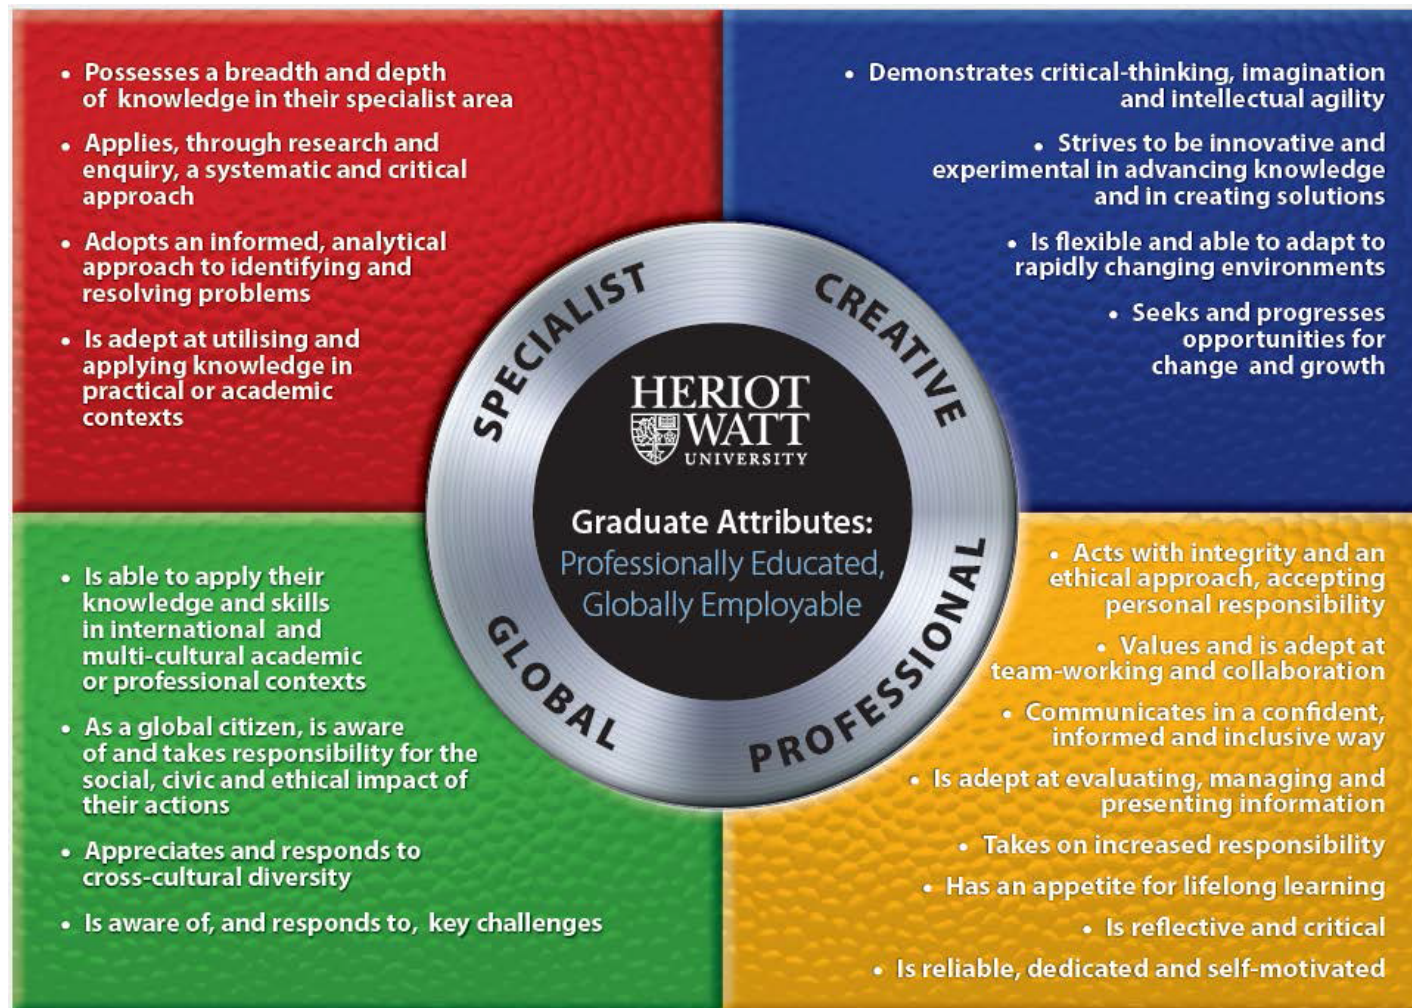 • Possesses a breadth and depth
of knowledge in their specialist area
• Applies, through research and
enquiry, a systematic and critical
approach
• Adopts an informed, analytical
approach to identifying and
resolving problems
• Is adept at utilising and
applying knowledge in
practical or academic
contexts
• Demonstrates critical-thinking, imagination
and intellectual agility
• Strives to be innovative and
experimental in advancing knowledge
and in creating solutions
• Is flexible and able to adapt to
rapidly changing environments
• Seeks and progresses
opportunities for
change and growth
SPECIALIST
CREATIVE
HERIOT
WATT
UNIVERSITY
Graduate Attributes:
Professionally Educated,
Globally Employable
GLOBAL
PROFESSIONAL
• Is able to apply their
knowledge and skills
in international and
multi-cultural academic
or professional contexts
• As a global citizen, is aware
of and takes responsibility for the
social, civic and ethical impact of
their actions
• Appreciates and responds to
cross-cultural diversity
• Is aware of, and responds to, key challenges
• Acts with integrity and an
ethical approach, accepting
personal responsibility
• Values and is adept at
team-working and collaboration
• Communicates in a confident,
informed and inclusive way
• Is adept at evaluating, managing and
presenting information
• Takes on increased responsibility
• Has an appetite for lifelong learning
• Is reflective and critical
• Is reliable, dedicated and self-motivated